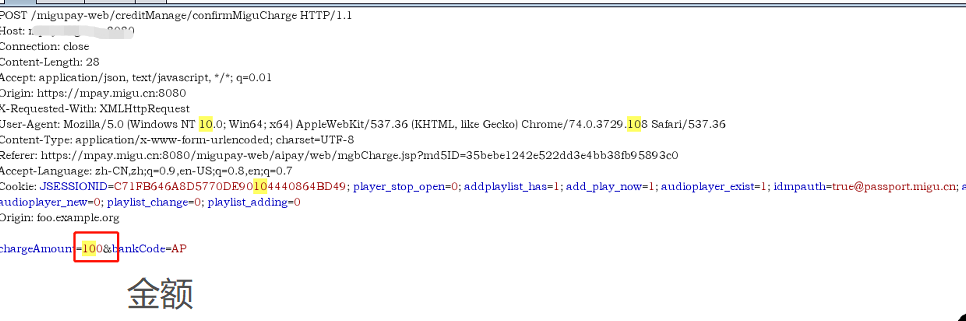 POST /migupay-web/creditManage/confirmMiguCharge HTTP/1.1
Host:
Connection: close
Content-Length: 28
Accept: application/json, text/javascript, */*; q=0.01
Origin: https://mpay.migu.cn:8080
X-Requested-With: XMLHttpRequest
User-Agent: Mozilla/5.0 (Windows NT 10.0; Win64; x64) AppleWebKit/537.36 (KHTML, like Gecko) Chrome/74.0.3729.108 Safari/537.36
Content-Type: application/x-www-form-urlencoded; charset=UTF-8
Referer: https://mpay.migu.cn:8080/migupay-web/aipay/web/mgbCharge.jsp?md5ID=35bebe1242e522dd3e4bb38fb95893c0
Accept-Language: zh-CN,zh;q=0.9,en-US;q=0.8,en;q=0.7
Cookie: JSESSIONID=C71FB646A8D5770DE90104440864BD49; player_stop_open=0; addplaylist_has=1; add_play_now=1; audioplayer_exist=1; idmpauth=true@passport.migu.cn;
audioplayer_new=0; playlist_change=0; playlist_adding=0
Origin: foo.example.org
chargeAmount=100&bankCode=AP
金额